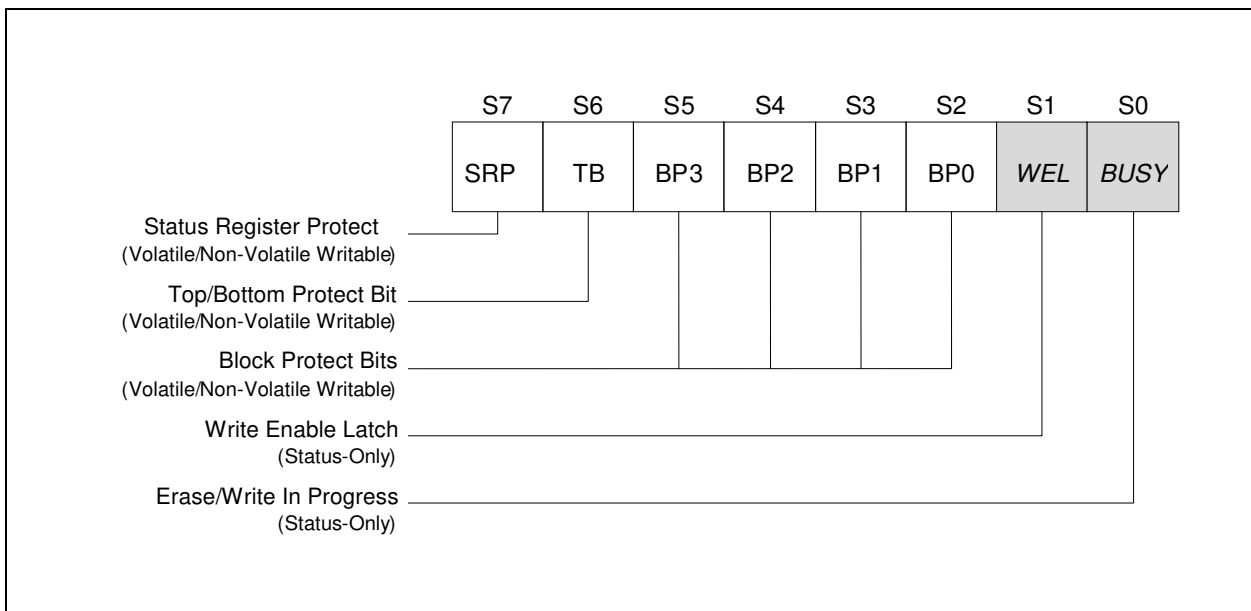 S7 S6 S5 S4 S3 S2 S1 S0
SRP TB BP3 BP2 BP1 BP0 WEL BUSY
Status Register Protect
(Volatile/Non-Volatile Writable)
Top/Bottom Protect Bit
(Volatile/Non-Volatile Writable)
Block Protect Bits
(Volatile/Non-Volatile Writable)
Write Enable Latch
(Status-Only)
Erase/Write In Progress
(Status-Only)